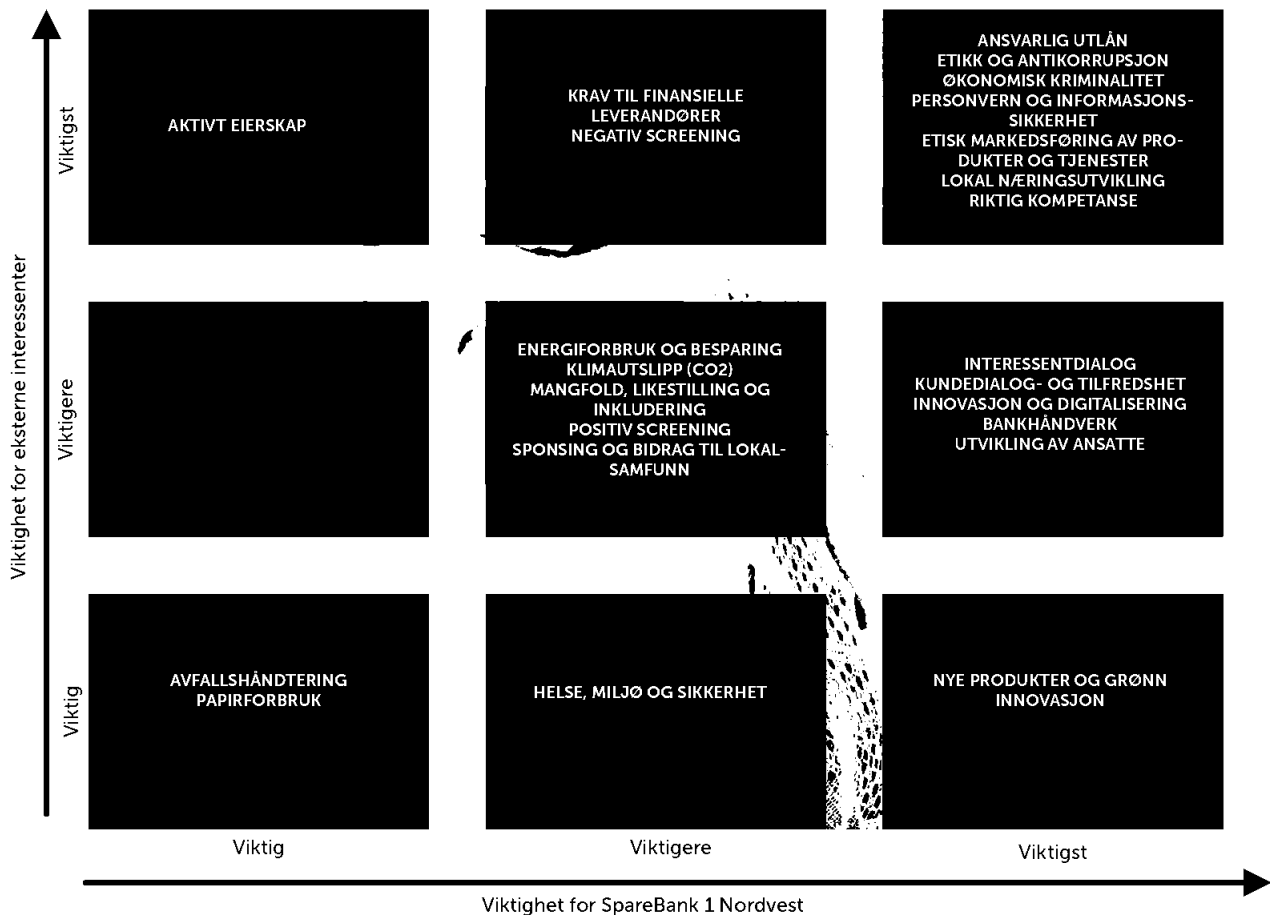 Viktighet for eksterne interessenter
Viktigst
AKTIVT EIERSKAP
KRAV TIL FINANSIELLE
LEVERANDØRER
NEGATIV SCREENING
ANSVARLIG UTLÅN
ETIKK OG ANTIKORRUPSJON
ØKONOMISK KRIMINALITET
PERSONVERN OG INFORMASJONS-
SIKKERHET
ETISK MARKEDSFØRING AV PRO-
DUKTER OG TJENESTER
LOKAL NÆRINGSUTVIKLING
RIKTIG KOMPETANSE
Viktigere
ENERGIFORBRUK OG BESPARING
KLIMAUTSLIPP (CO2)
MANGFOLD, LIKESTILLING OG
INKLUDERING
POSITIV SCREENING
SPONSING OG BIDRAG TIL LOKAL-
SAMFUNN
INTERESSENTDIALOG
KUNDEDIALOG- OG TILFREDSHET
INNOVASJON OG DIGITALISERING
BANKHÅNDVERK
UTVIKLING AV ANSATTE
Viktig
AVFALLSHÅNDTERING
PAPIRFORBRUK
HELSE, MILJØ OG SIKKERHET
NYE PRODUKTER OG GRØNN
INNOVASJON
Viktig
Viktigere
Viktigst
Viktighet for SpareBank 1 Nordvest